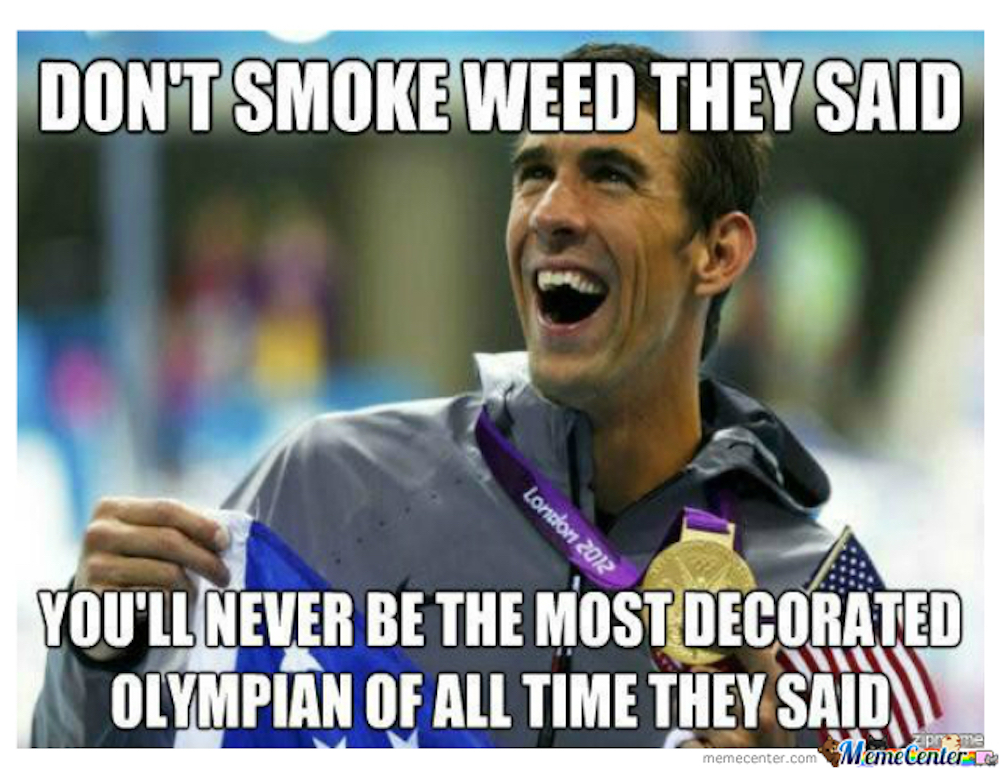 DON'T SMOKE WEED THEY SAID
London 2012
YOU'LL NEVER BE THE MOST DECORATED
OLYMPIAN OF ALL TIME THEY SAID
memecenter.com MemeCenter